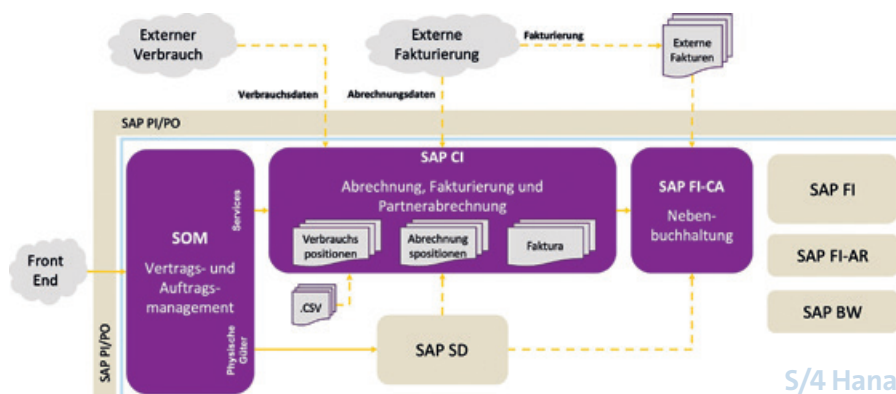 Externer
Verbrauch
Externe
Fakturierung
Fakturierung
Externe
Fakturen
Verbrauchsdaten
Abrechnungsdaten
SAP PI/PO
SAP CI
Abrechnung, Fakturierung und
Partnerabrechnung
SAP FI-CA
Neben-
buchhaltung
SAP FI
Services
SOM
Vertrags- und
Auftrags-
management
Verbrauchs
positionen
Abrechnung
spositionen
Faktura
Front
End
SAP FI-AR
.CSV
SAP BW
Physische
Güter
SAP SD
SAP PI/PO
S/4 Hana